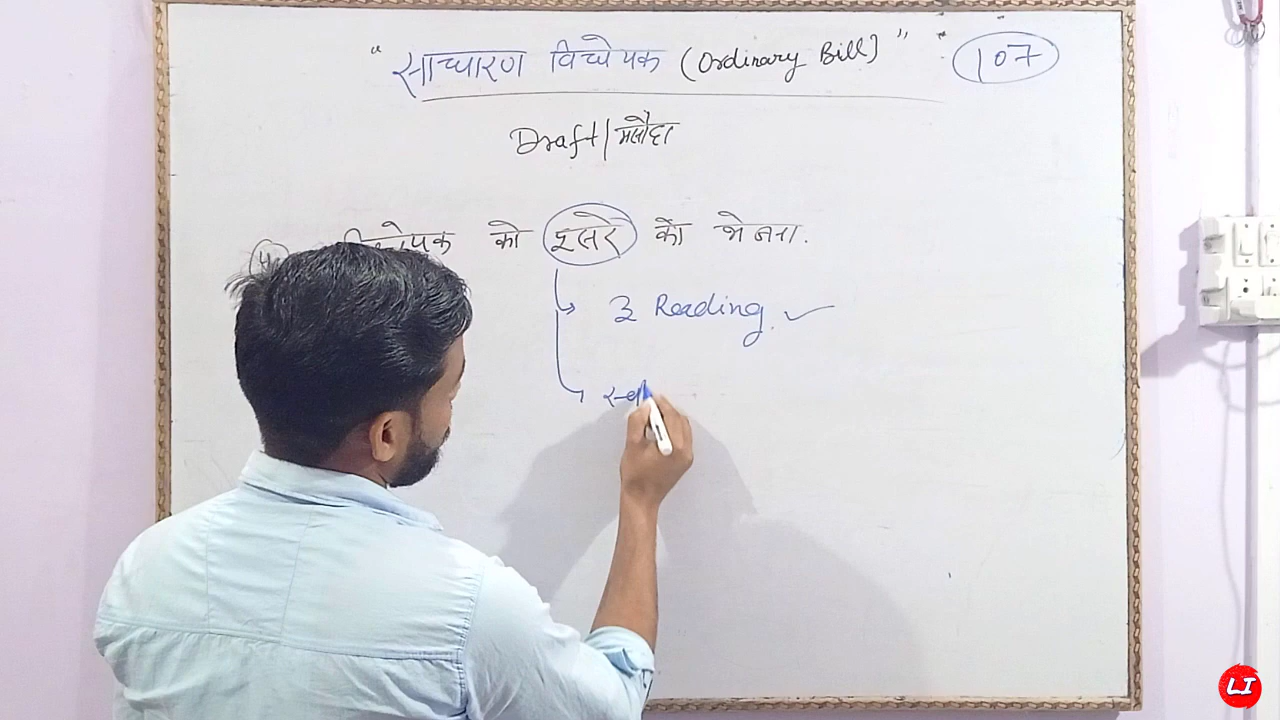 "साधारण विधेयक (Ordinary Bill)" 107
Draft/मसौदा
को दूसरे को भेजना.
3 Reading.
LI